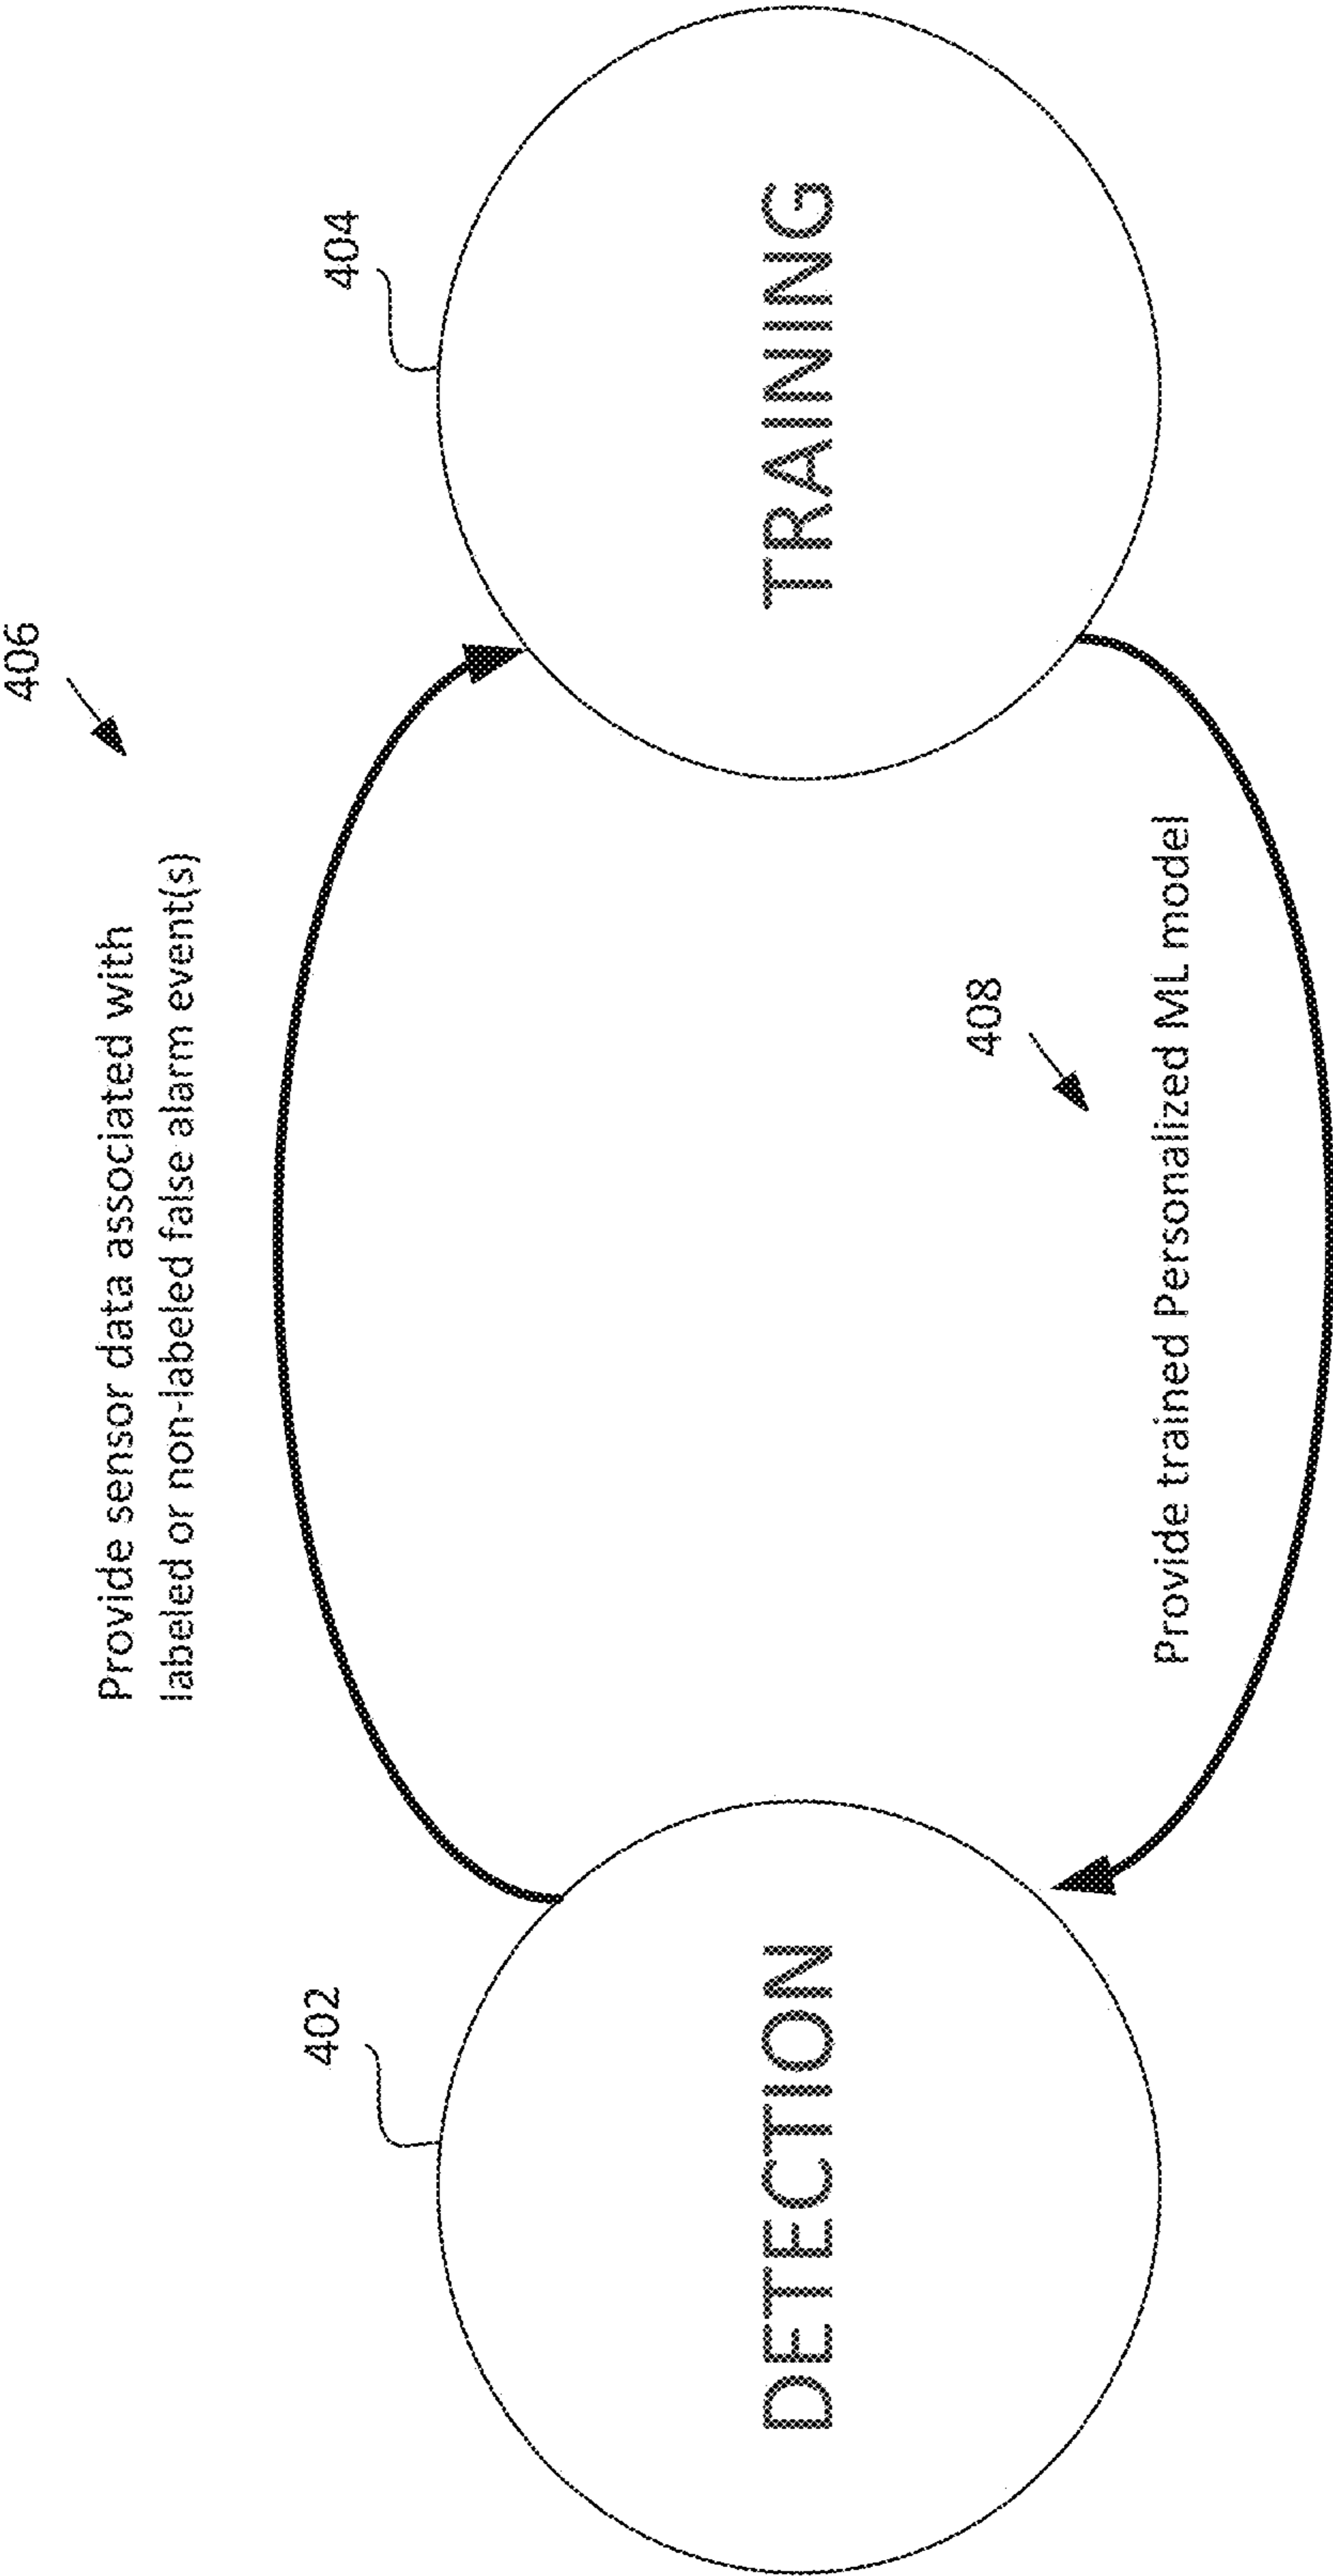 406
Provide sensor data associated with
labeled or non-labeled false alarm event(s)
402
404
DETECTION
TRAINING
408
Provide trained Personalized ML model